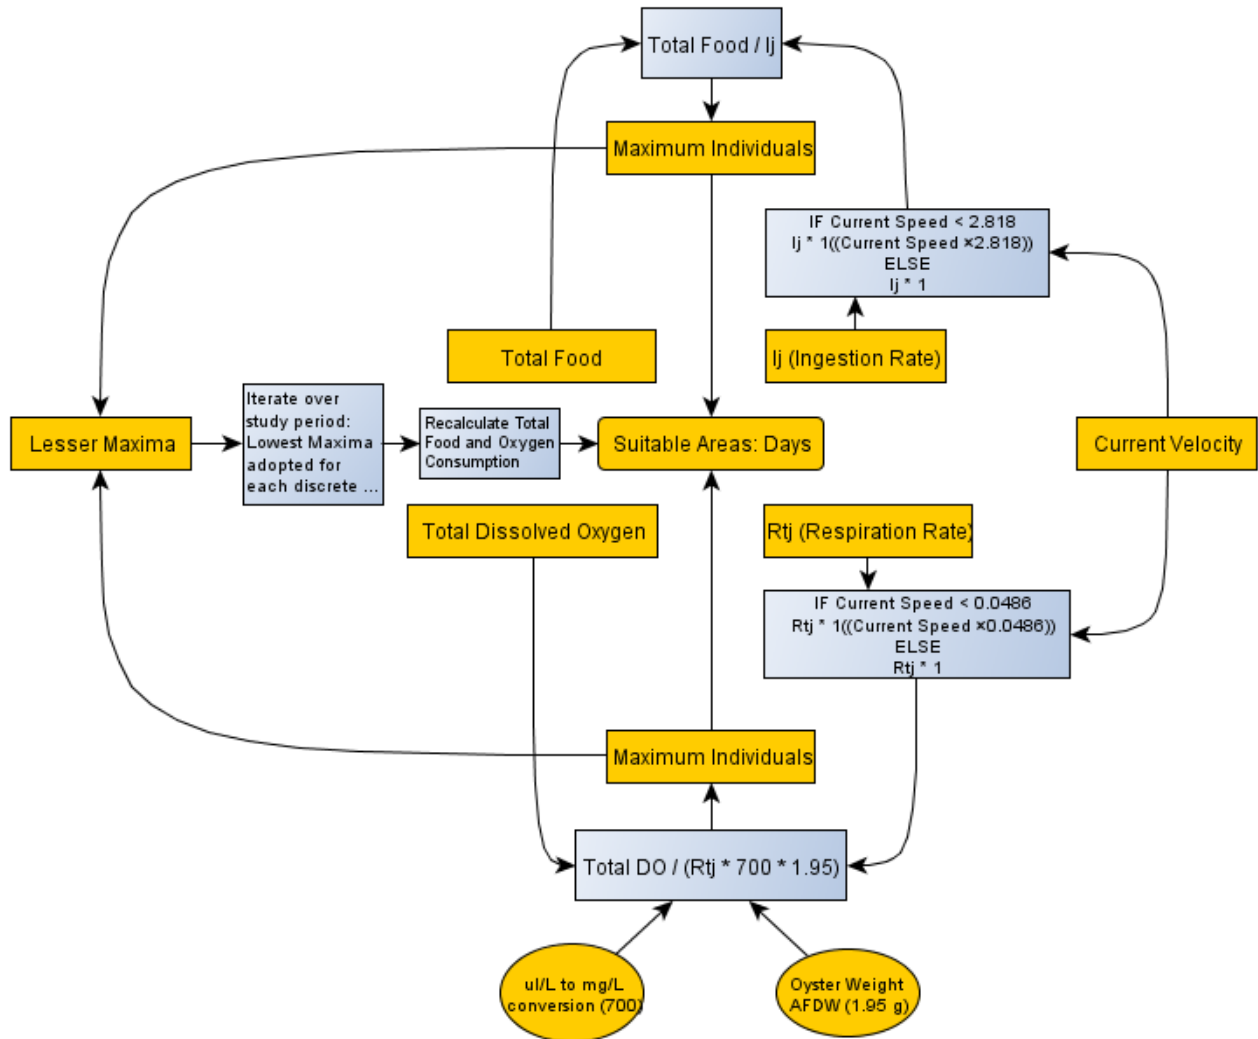 Total Food / Ij
Maximum Individuals
IF Current Speed < 2.818
Ij * 1((Current Speed ×2.818))
ELSE
Ij * 1
Total Food
Ij (Ingestion Rate)
Iterate over
study period:
Lowest Maxima
adopted for
each discrete ...
Recalculate Total
Food and Oxygen
Consumption
Lesser Maxima
Suitable Areas: Days
Current Velocity
Total Dissolved Oxygen
Rtj (Respiration Rate)
IF Current Speed < 0.0486
Rtj * 1((Current Speed ×0.0486))
ELSE
Rtj * 1
Maximum Individuals
Total DO / (Rtj * 700 * 1.95)
ul/L to mg/L
conversion (700)
Oyster Weight
AFDW (1.95 g)